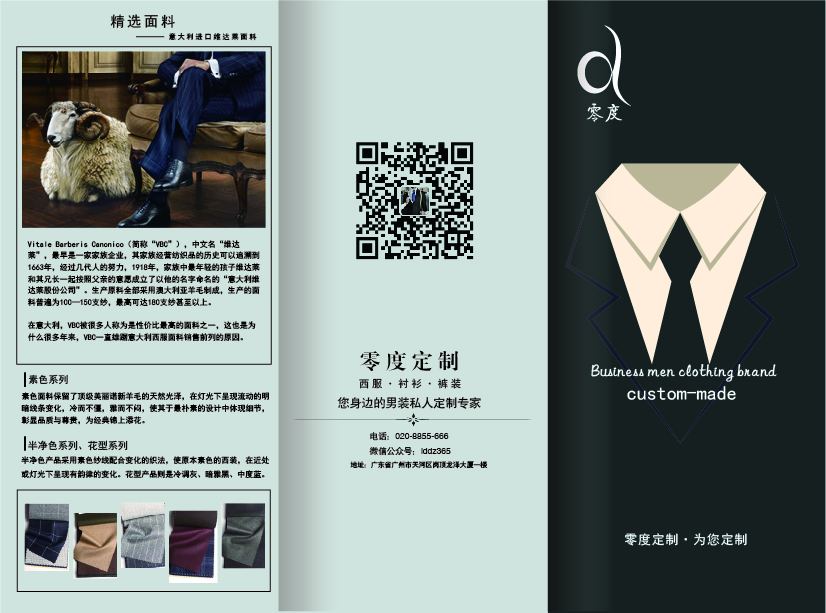 精选面料
意大利进口维达莱面料
Vitale Barberis Canonico（简称“VBC”），中文名“维达
莱”，最早是一家家族企业，其家族经营纺织品的历史可以追溯到
1663年，经过几代人的努力，1918年，家族中最年轻的孩子维达莱
和其兄长一起按照父亲的意愿成立了以他的名字命名的“意大利维
达莱股份公司”。生产原料全部采用澳大利亚羊毛制成，生产的面
料普遍为100—150支纱，最高可达180支纱甚至以上。
在意大利，VBC被很多人称为是性价比最高的面料之一，这也是为
什么很多年来，VBC一直雄踞意大利西服面料销售前列的原因。
素色系列
素色面料保留了顶级美丽诺新羊毛的天然光泽，在灯光下呈现流动的明
暗线条变化，冷而不僵，雅而不闷，使其于最朴素的设计中体现细节，
彰显品质与尊贵，为经典锦上添花。
半净色系列、花型系列
半净色产品采用素色纱线配合变化的织法，使原本素色的西装，在近处
或灯光下呈现有韵律的变化。花型产品则是冷调灰、暗雅黑、中度蓝。
零度定制
西服·衬衫·裤装
您身边的男装私人定制专家
电话：020-8855-666
微信公众号：lddz365
地址：广东省广州市天河区岗顶龙泽大厦一楼
零度
Business men clothing brand
custom-made
零度定制·为您定制